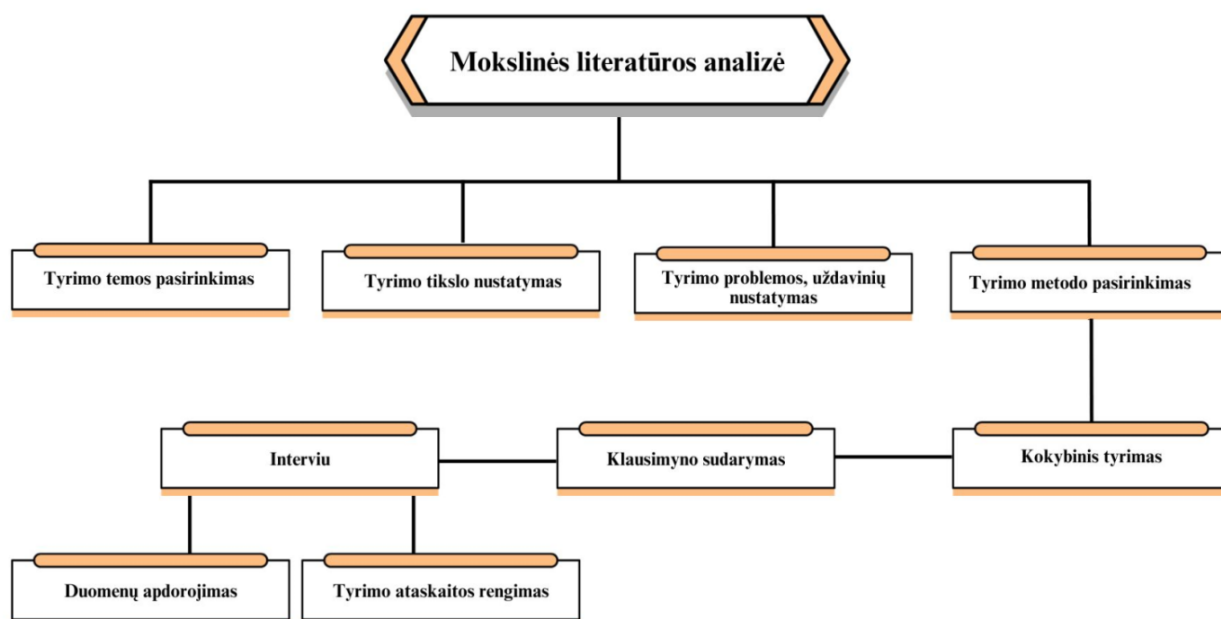 Mokslinės literatūros analizė
Tyrimo temos pasirinkimas
Tyrimo tikslo nustatymas
Tyrimo problemos, uždavinių
nustatymas
Tyrimo metodo pasirinkimas
Interviu
Klausimyno sudarymas
Kokybinis tyrimas
Duomenų apdorojimas
Tyrimo ataskaitos rengimas